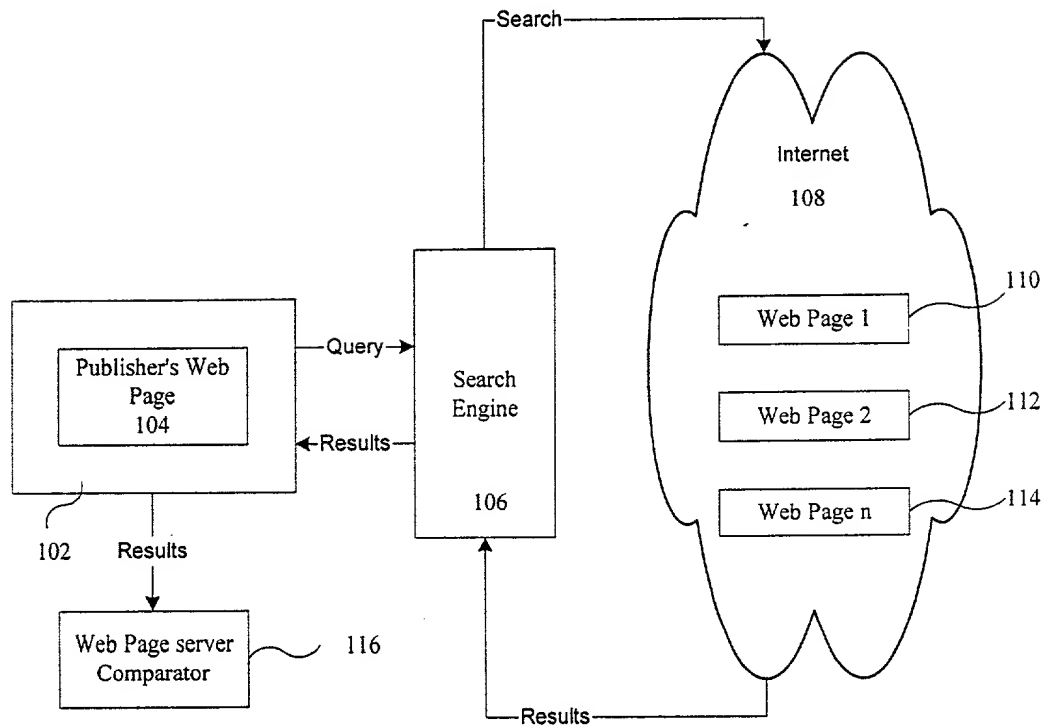 Search
Internet
108
110
Web Page 1
Query
Publisher's Web
Page
104
Search
Engine
112
Web Page 2
Results
106
114
Web Page n
102
Results
Web Page server
Comparator
116
Results